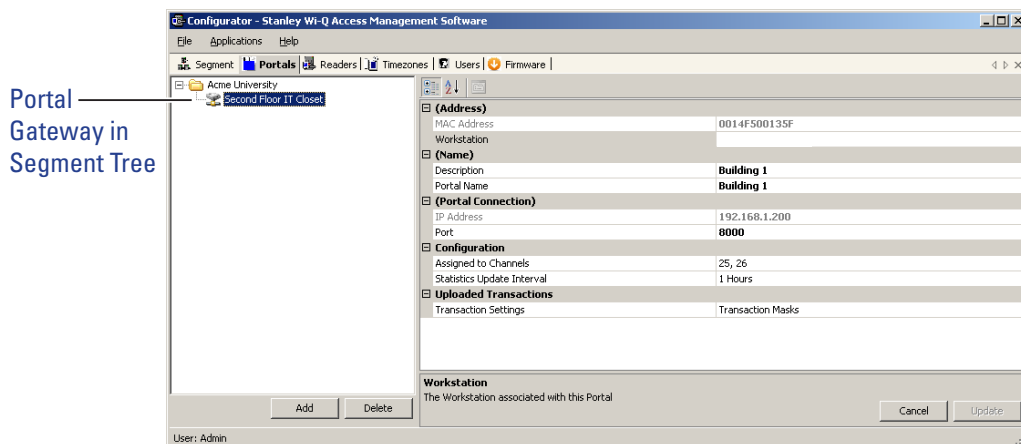 Configurator - Stanley Wi-Q Access Management Software
File Applications Help
Segment Portals Readers Timezones Users Firmware
Portal
Gateway in
Segment Tree
Acme University
Second Floor IT Closet
(Address)
MAC Address 0014F500135F
Workstation
(Name)
Description Building 1
Portal Name Building 1
(Portal Connection)
IP Address 192.168.1.200
Port 8000
Configuration
Assigned to Channels 25, 26
Statistics Update Interval 1 Hours
Uploaded Transactions
Transaction Settings Transaction Masks
Workstation
The Workstation associated with this Portal
Add Delete
Cancel Update
User: Admin